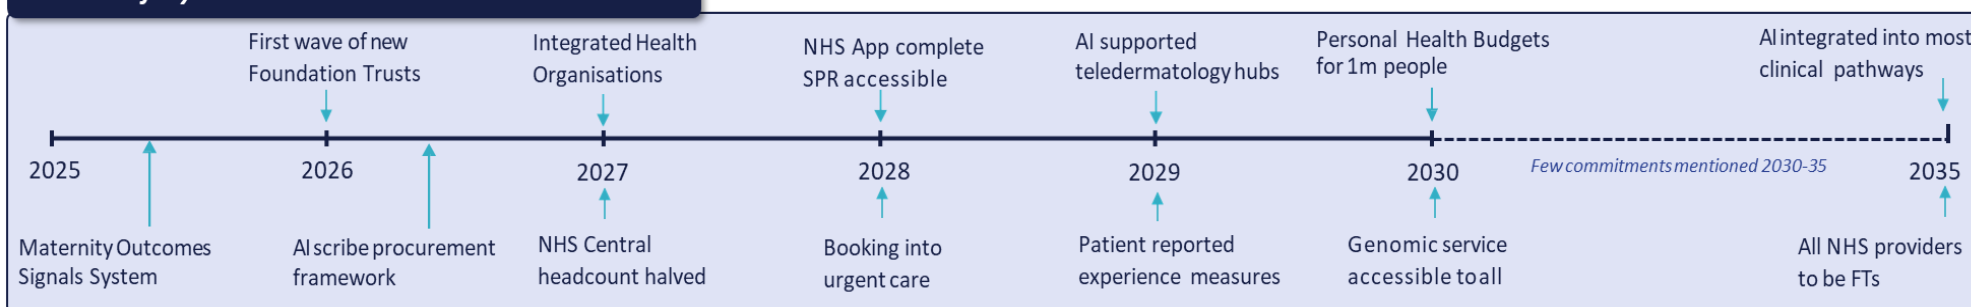 First wave of new
Foundation Trusts
Integrated Health
Organisations
NHS App complete
SPR accessible
AI supported
teledermatology hubs
Personal Health Budgets
for 1m people
AI integrated into most
clinical pathways
2025
2026
2027
2028
2029
2030
Few commitments mentioned 2030-35
2035
Maternity Outcomes
Signals System
AI scribe procurement
framework
NHS Central
headcount halved
Booking into
urgent care
Patient reported
experience measures
Genomic service
accessible to all
All NHS providers
to be FTs